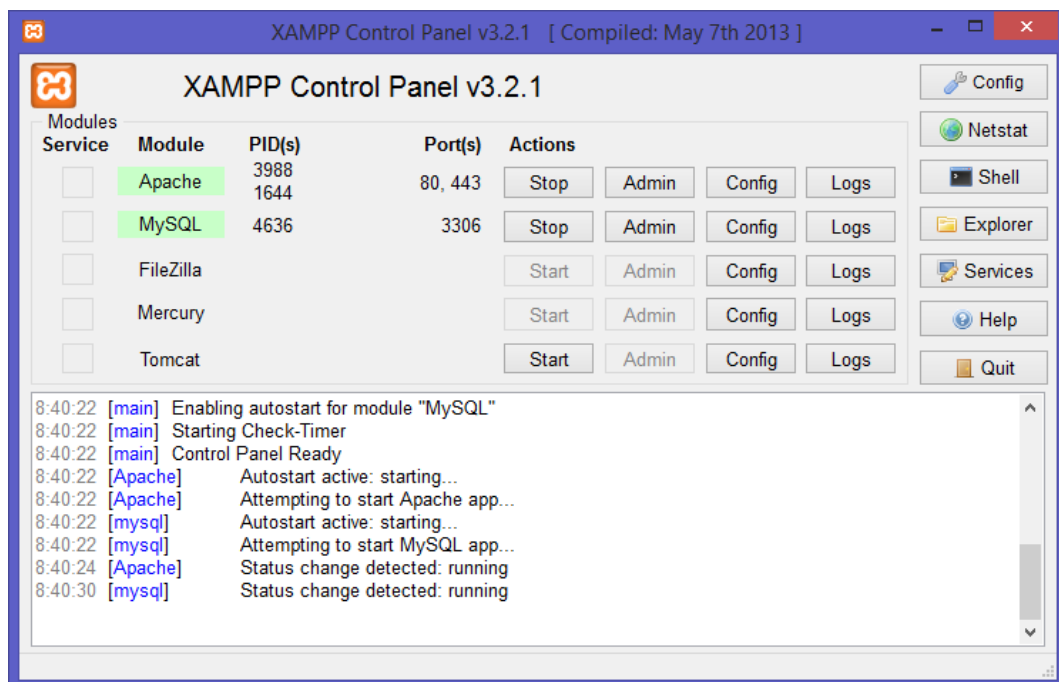 XAMPP Control Panel v3.2.1 [ Compiled: May 7th 2013 ]
XAMPP Control Panel v3.2.1
Config
Netstat
Shell
Explorer
Services
Help
Quit
Modules
Service Module PID(s) Port(s) Actions
Apache 3988 1644 80, 443 Stop Admin Config Logs
MySQL 4636 3306 Stop Admin Config Logs
FileZilla Start Admin Config Logs
Mercury Start Admin Config Logs
Tomcat Start Admin Config Logs
8:40:22 [main] Enabling autostart for module "MySQL"
8:40:22 [main] Starting Check-Timer
8:40:22 [main] Control Panel Ready
8:40:22 [Apache] Autostart active: starting...
8:40:22 [Apache] Attempting to start Apache app...
8:40:22 [mysql] Autostart active: starting...
8:40:22 [mysql] Attempting to start MySQL app...
8:40:24 [Apache] Status change detected: running
8:40:30 [mysql] Status change detected: running